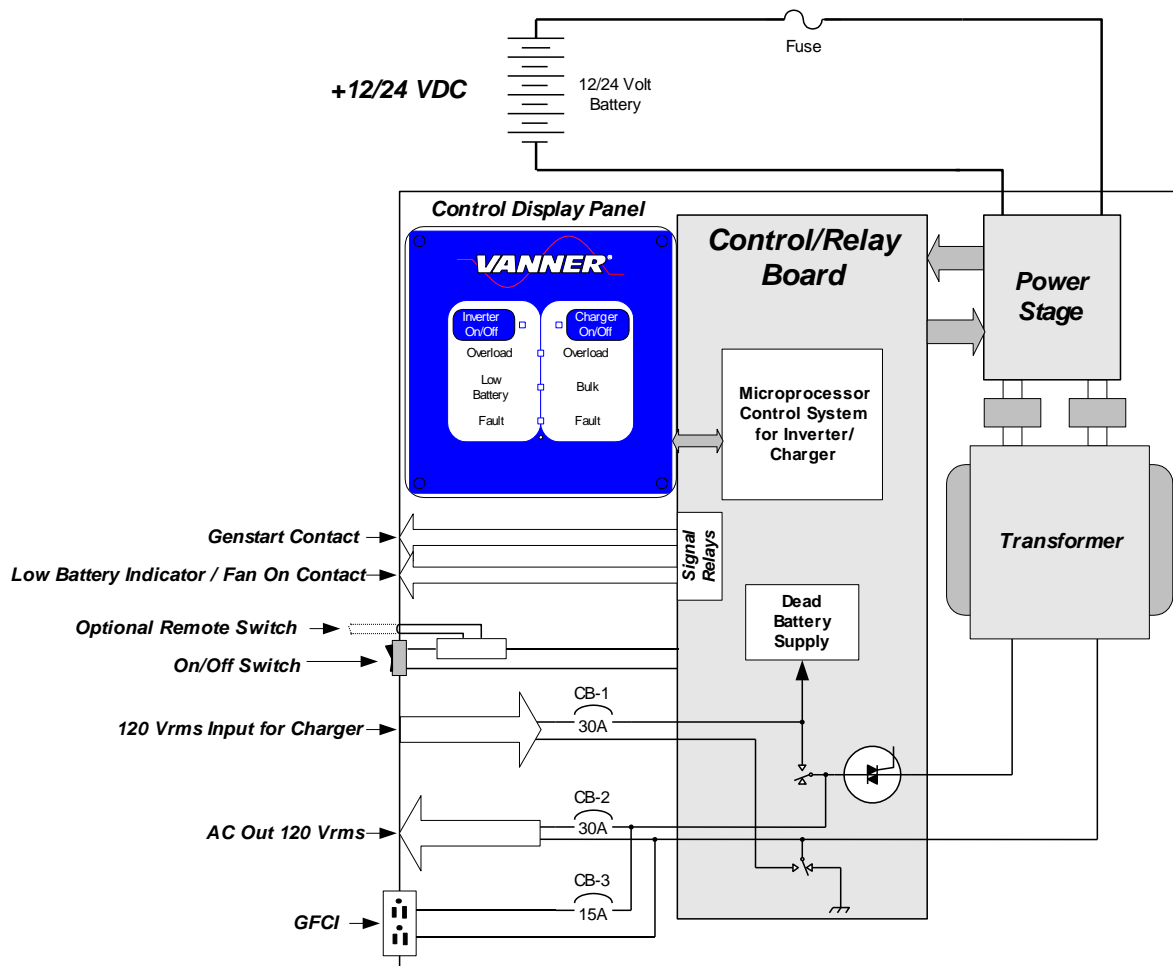 Fuse
+12/24 VDC
12/24 Volt
Battery
Control Display Panel
VANNER®
Inverter
On/Off
Charger
On/Off
Overload
Overload
Low
Battery
Bulk
Fault
Fault
Control/Relay
Board
Power
Stage
Microprocessor
Control System
for Inverter/
Charger
Transformer
Genstart Contact
Low Battery Indicator / Fan On Contact
Signal
Relays
Dead
Battery
Supply
Optional Remote Switch
On/Off Switch
120 Vrms Input for Charger
CB-1
30A
AC Out 120 Vrms
CB-2
30A
GFCI
CB-3
15A